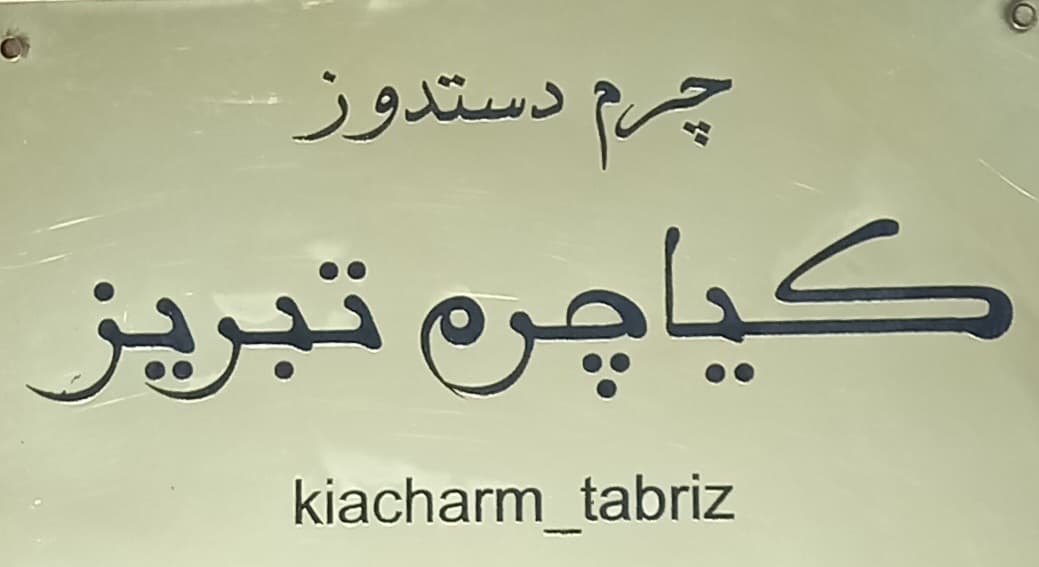 چرم دستدوز
کیاچرم تبریز
kiacharm_tabriz